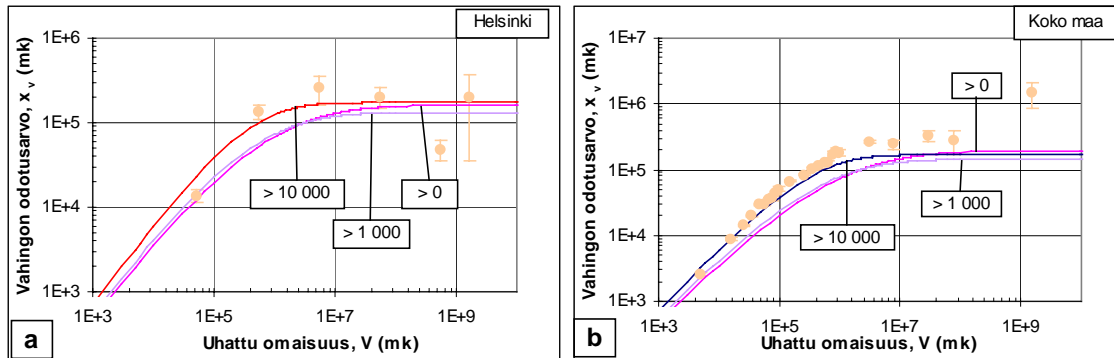 Helsinki
Vahingon odotusarvo, x v (mk)
1E+6
1E+5
1E+4
1E+3
> 10 000
> 1 000
> 0
1E+3 1E+5 1E+7 1E+9
Uhattu omaisuus, V (mk)
a
Koko maa
Vahingon odotusarvo, x v (mk)
1E+7
1E+6
1E+5
1E+4
1E+3
> 0
> 1 000
> 10 000
1E+3 1E+5 1E+7 1E+9
Uhattu omaisuus, V (mk)
b